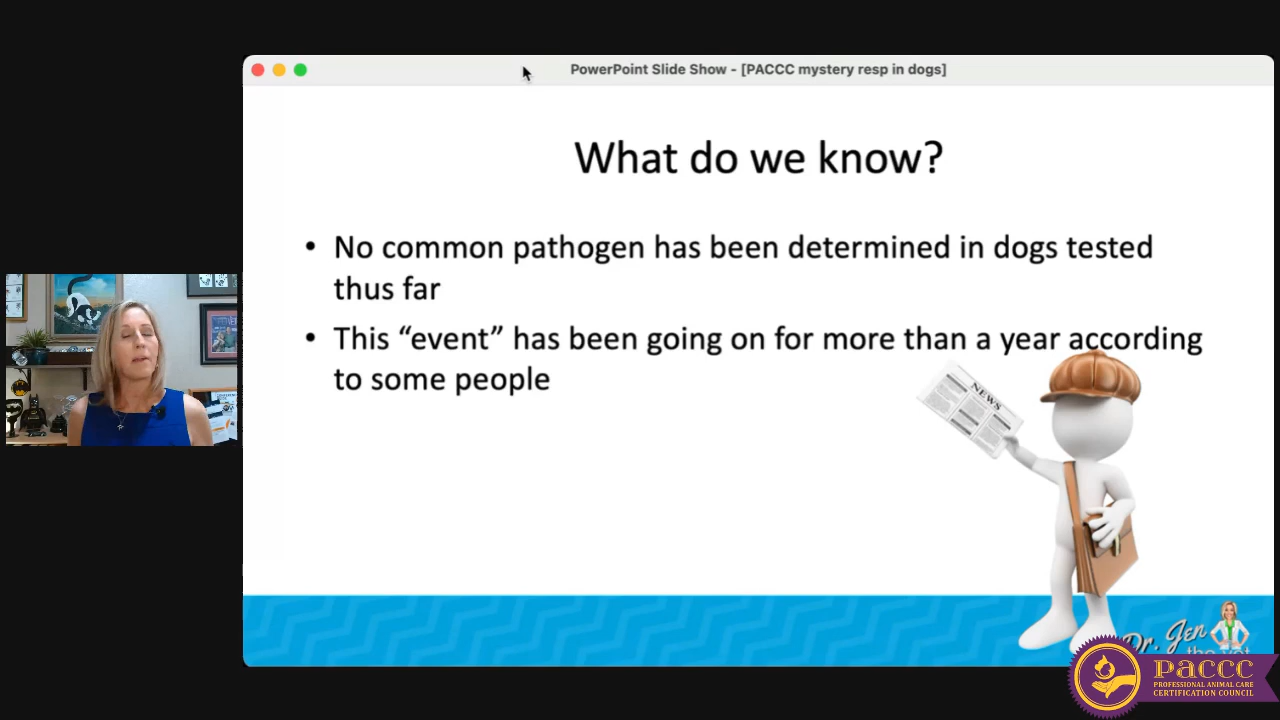 PowerPoint Slide Show - [PACCC mystery resp in dogs]
What do we know?
• No common pathogen has been determined in dogs tested
thus far
• This “event” has been going on for more than a year according
to some people
NEWS
Dr. Jen
the vet
PACCC
PROFESSIONAL ANIMAL CARE
CERTIFICATION COUNCIL